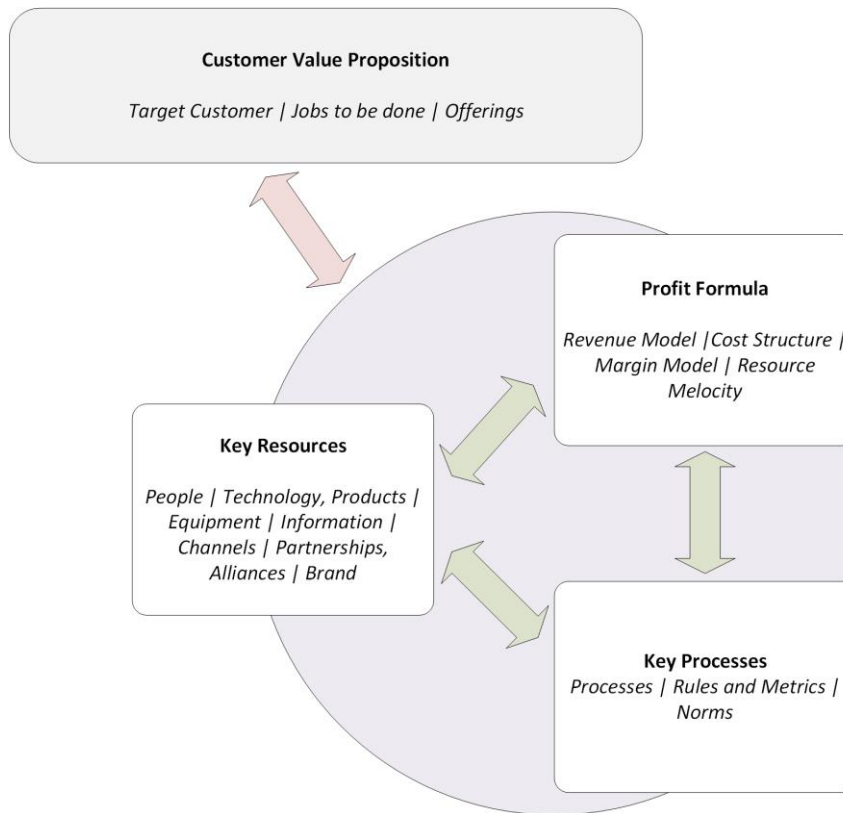 Customer Value Proposition
Target Customer | Jobs to be done | Offerings
Profit Formula
Revenue Model |Cost Structure |
Margin Model | Resource
Melocity
Key Resources
People | Technology, Products |
Equipment | Information |
Channels | Partnerships,
Alliances | Brand
Key Processes
Processes | Rules and Metrics |
Norms